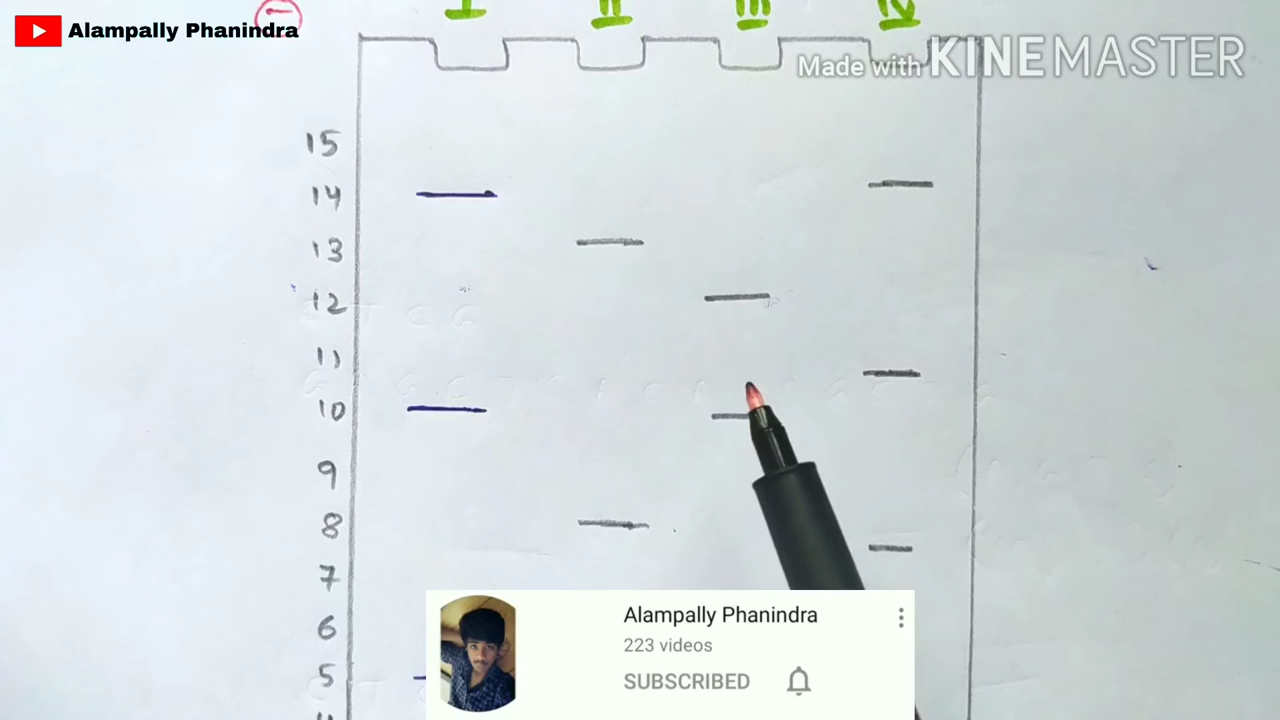 Alampally Phanindra
I II III IV
Made with KINEMASTER
15
14
13
12
11
10
9
8
7
6
5
Alampally Phanindra
223 videos
SUBSCRIBED